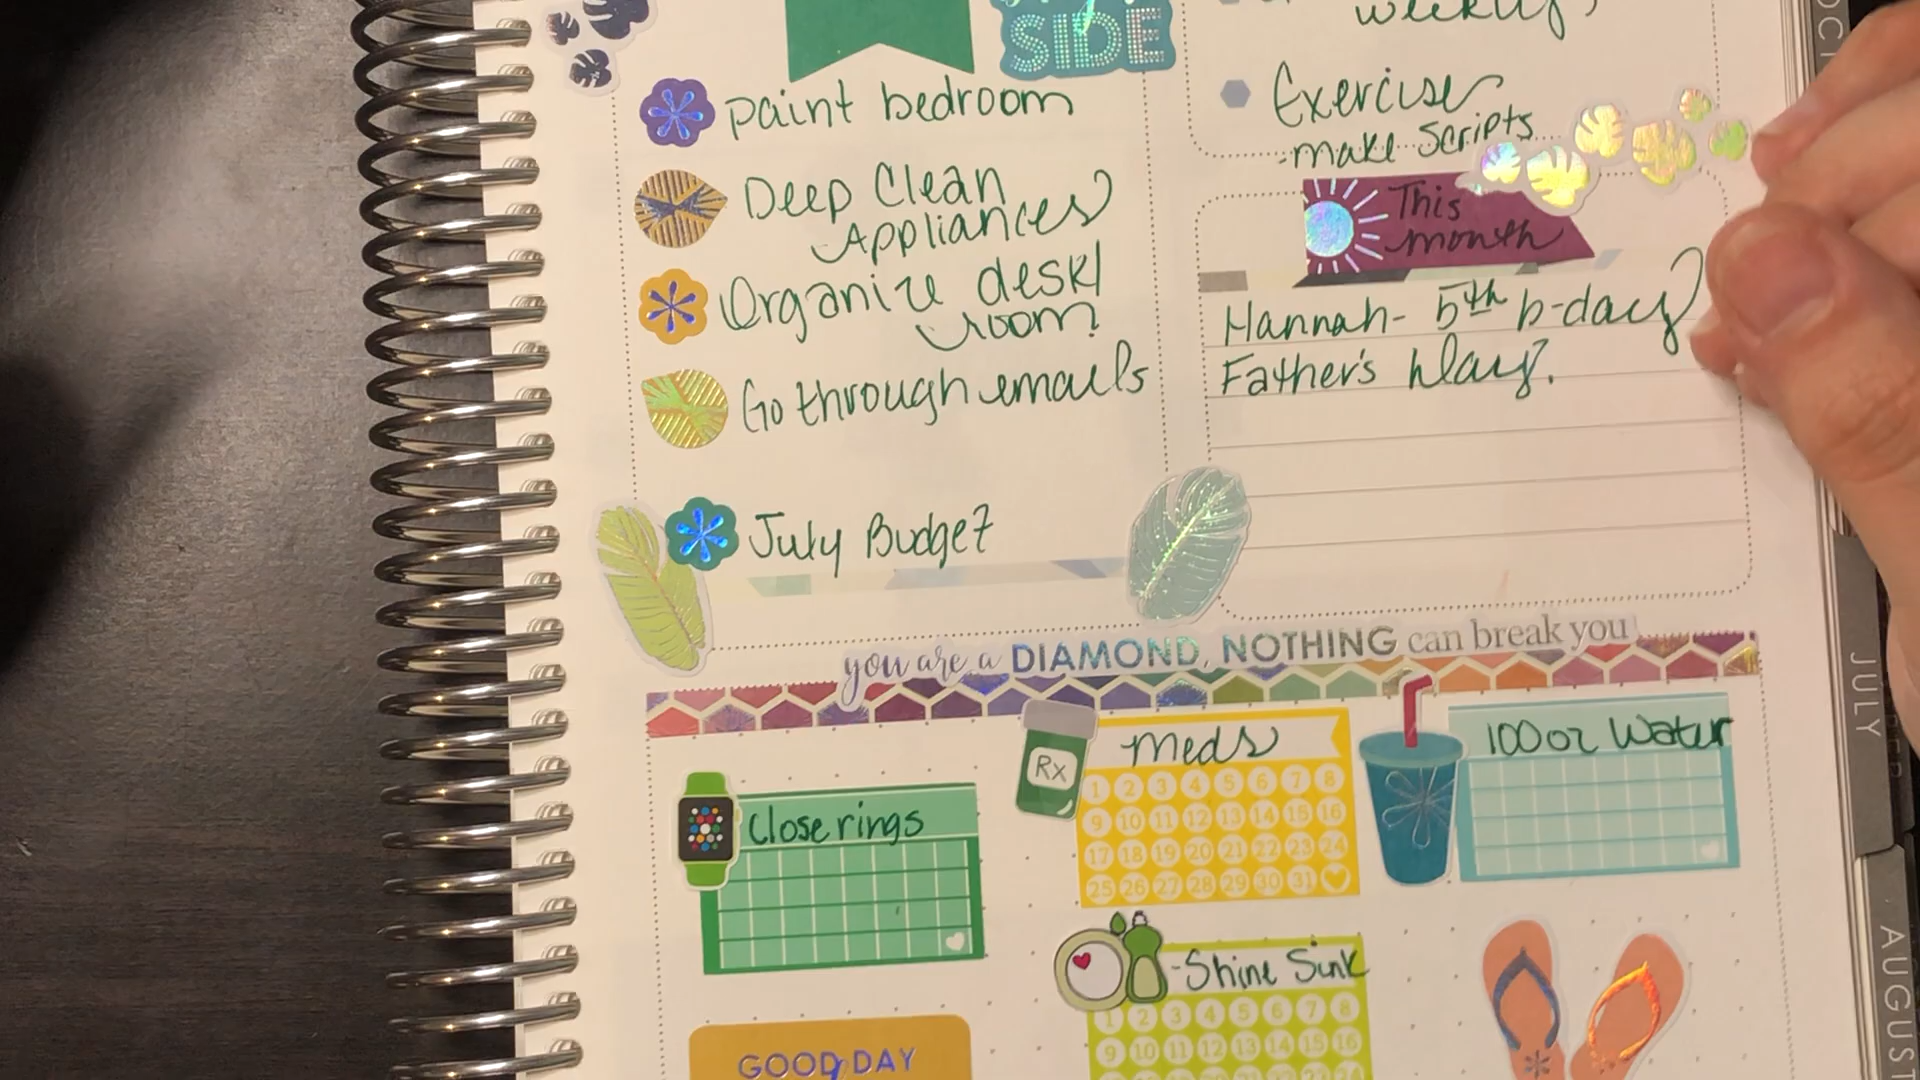 SIDE
weekly,
paint bedroom
Exercise
-make scripts
Deep Clean
Appliances
This
month
Organize desk/
room?
Hannah- 5th b-day
Father's Day.
Go through emails
July Budget
you are a DIAMOND, NOTHING can break you
Meds
100oz Water
Rx
Close rings
1 2 3 4 5 6 7 8
9 10 11 12 13 14 15 16
17 18 19 20 21 22 23 24
25 26 27 28 29 30 31
-Shine Sink
1 2 3 4 5 6 7 8
9 10 11 12 13 14 15 16
GOOD DAY
OCT
JULY
AUGUST